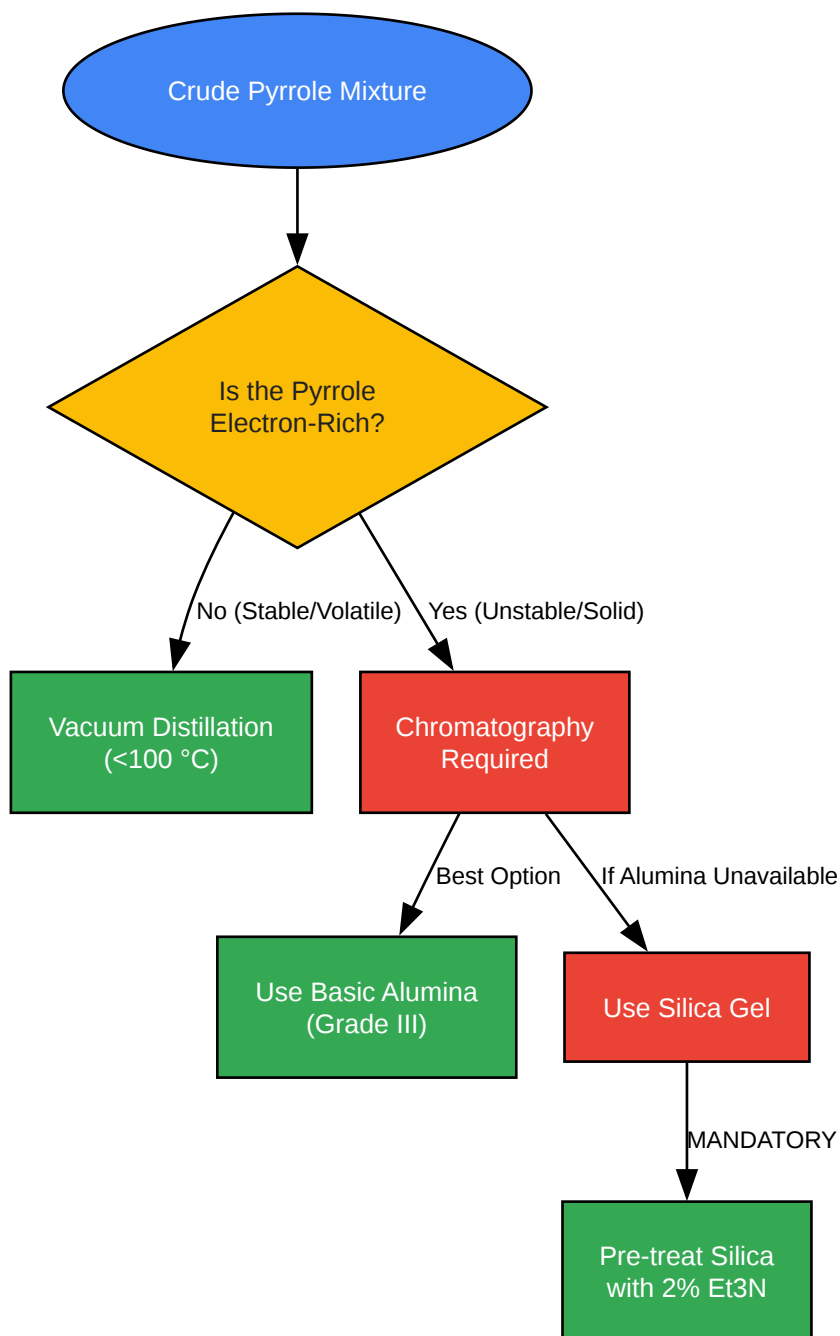 Crude Pyrrole Mixture
Is the Pyrrole
Electron-Rich?
No (Stable/Volatile)
Yes (Unstable/Solid)
Vacuum Distillation
(<100 °C)
Chromatography
Required
Best Option
If Alumina Unavailable
Use Basic Alumina
(Grade III)
Use Silica Gel
MANDATORY
Pre-treat Silica
with 2% Et3N